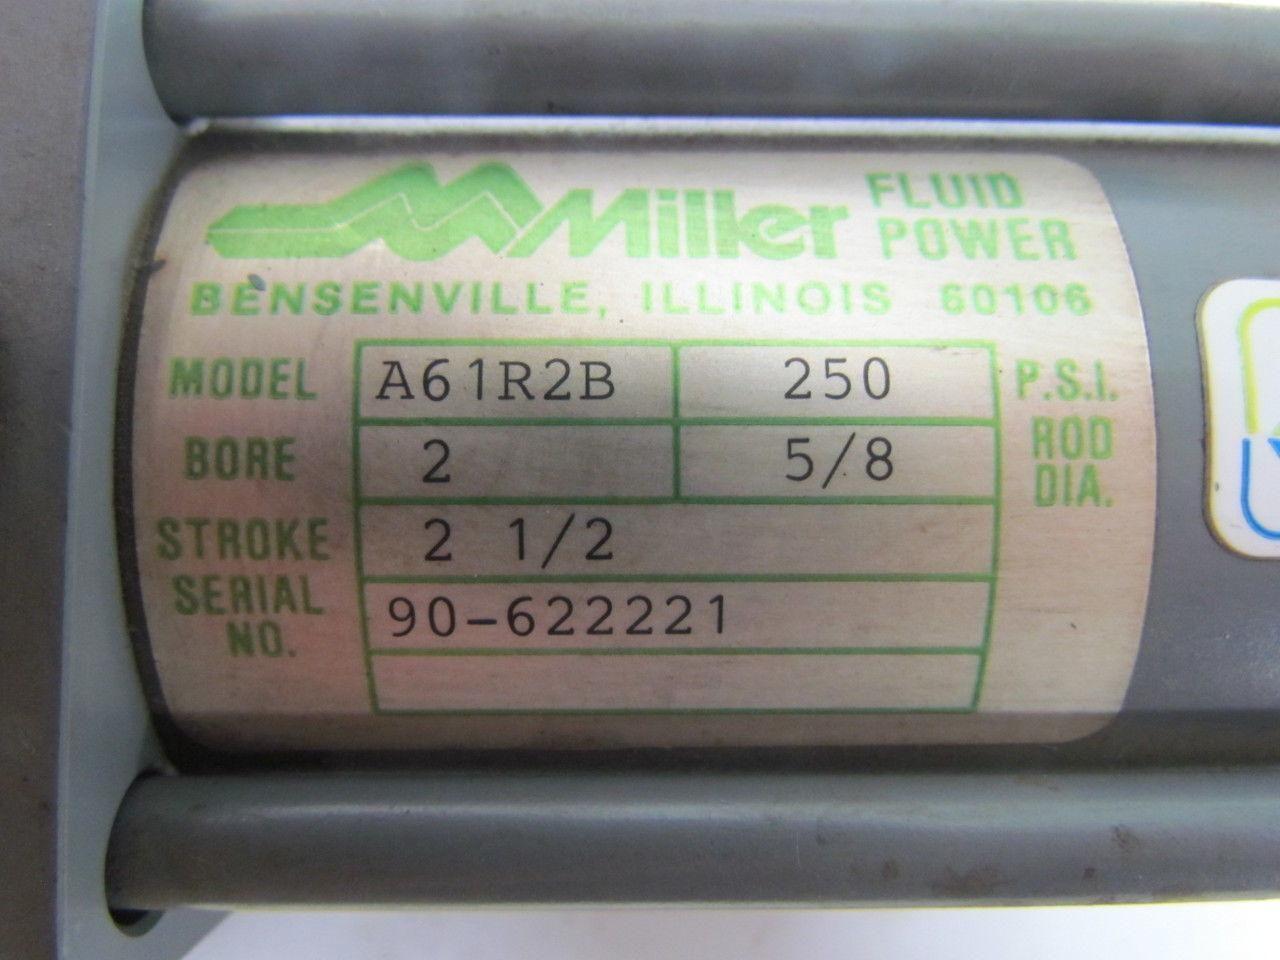 Miller FLUID POWER
BENSENVILLE, ILLINOIS 60106
MODEL A61R2B 250 P.S.I.
BORE 2 5/8 ROD DIA.
STROKE 2 1/2
SERIAL NO. 90-622221